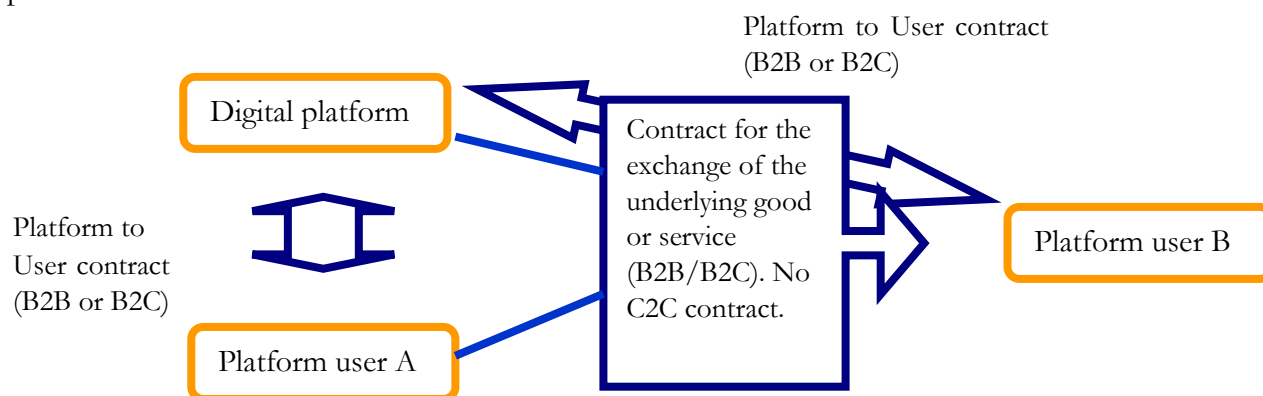 Platform to User contract
(B2B or B2C)
Digital platform
Contract for the
exchange of the
underlying good
or service
(B2B/B2C). No
C2C contract.
Platform to
User contract
(B2B or B2C)
Platform user B
Platform user A